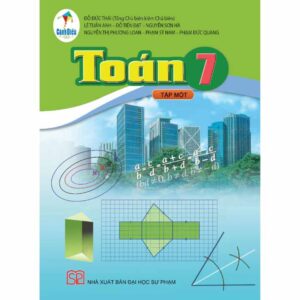 Cánh Diều
ĐỖ ĐỨC THÁI (Tổng Chủ biên kiêm Chủ biên)
LÊ TUẤN ANH – ĐỖ TIẾN ĐẠT – NGUYỄN SƠN HÀ
NGUYỄN THỊ PHƯƠNG LOAN – PHẠM SỸ NAM – PHẠM ĐỨC QUANG
Toán 7
TẬP MỘT
NHÀ XUẤT BẢN ĐẠI HỌC SƯ PHẠM